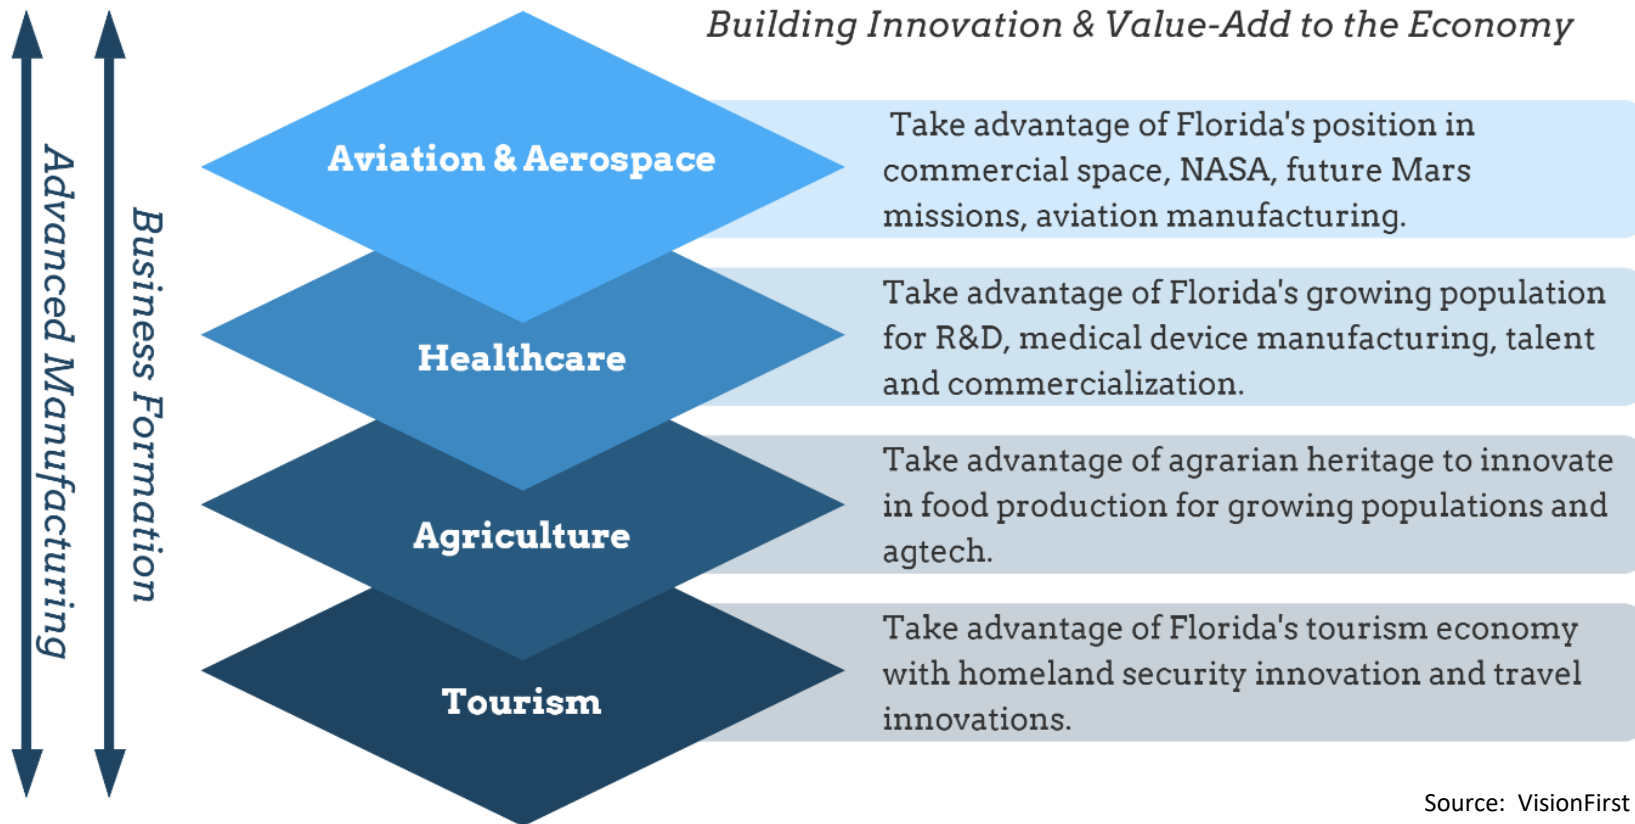 Building Innovation & Value-Add to the Economy
Advanced Manufacturing
Business Formation
Aviation & Aerospace
Take advantage of Florida's position in
commercial space, NASA, future Mars
missions, aviation manufacturing.
Healthcare
Take advantage of Florida's growing population
for R&D, medical device manufacturing, talent
and commercialization.
Agriculture
Take advantage of agrarian heritage to innovate
in food production for growing populations and
agtech.
Tourism
Take advantage of Florida's tourism economy
with homeland security innovation and travel
innovations.
Source: VisionFirst